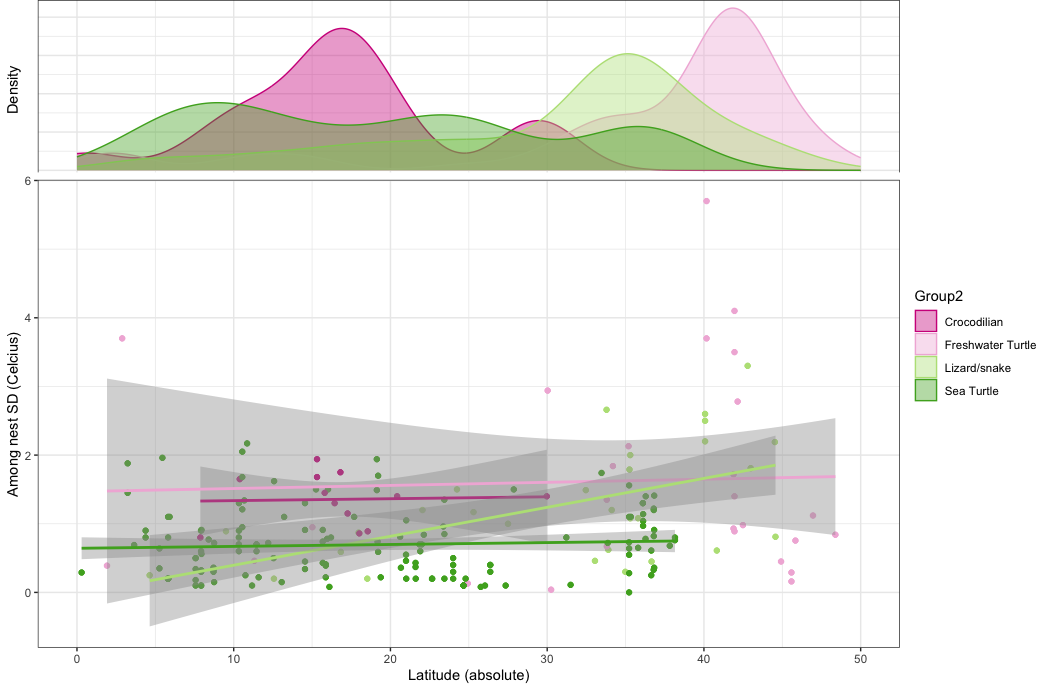 Density
Among nest SD (Celcius)
6
4
2
0
0 10 20 30 40 50
Latitude (absolute)
Group2
Crocodilian
Freshwater Turtle
Lizard/snake
Sea Turtle